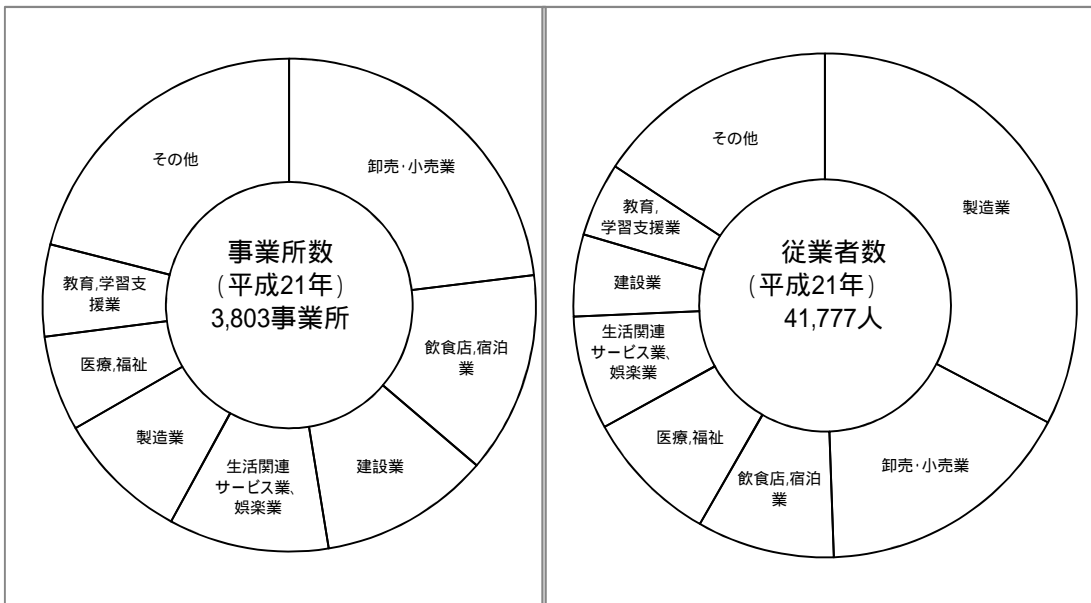 事業所数
(平成21年)
3,803事業所
卸売･小売業
飲食店,宿泊
業
建設業
生活関連
サービス業、
娯楽業
製造業
医療,福祉
教育,学習支
援業
その他
従業者数
(平成21年)
41,777人
製造業
卸売･小売業
飲食店,宿泊
業
医療,福祉
生活関連
サービス業、
娯楽業
建設業
教育,
学習支援業
その他